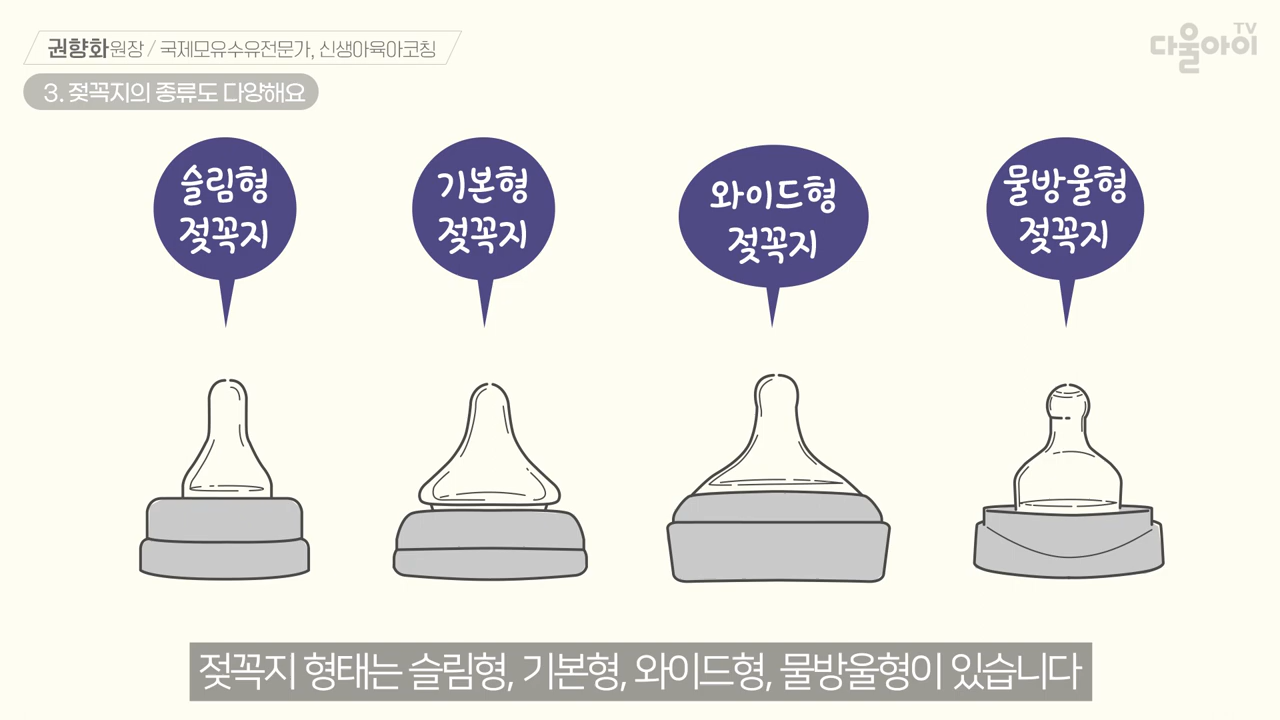 권향화원장 / 국제모유수유전문가, 신생아육아코칭
다울아이TV
3. 젖꼭지의 종류도 다양해요
슬림형
젖꼭지
기본형
젖꼭지
와이드형
젖꼭지
물방울형
젖꼭지
젖꼭지 형태는 슬림형, 기본형, 와이드형, 물방울형이 있습니다